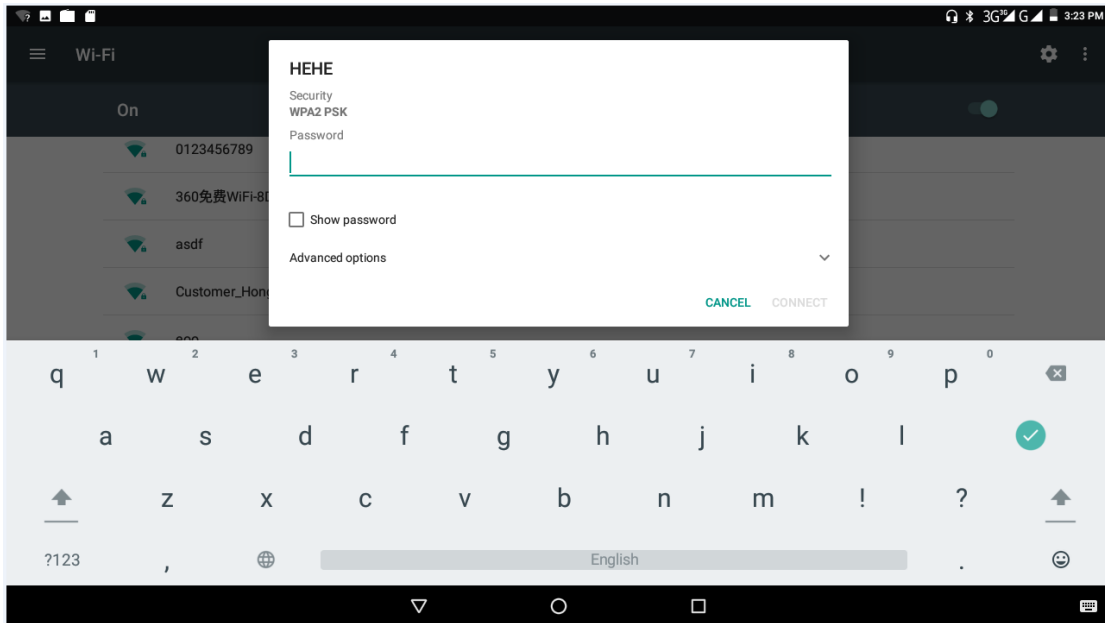 3G 3G G 3:23 PM
Wi-Fi
On
HEHE
Security
WPA2 PSK
Password
Show password
Advanced options
CANCEL CONNECT
0123456789
360免费WiFi-8
asdf
Customer_Hon
1 2 3 4 5 6 7 8 9 0
q w e r t y u i o p
a s d f g h j k l
z x c v b n m ! ?
?123 , English .